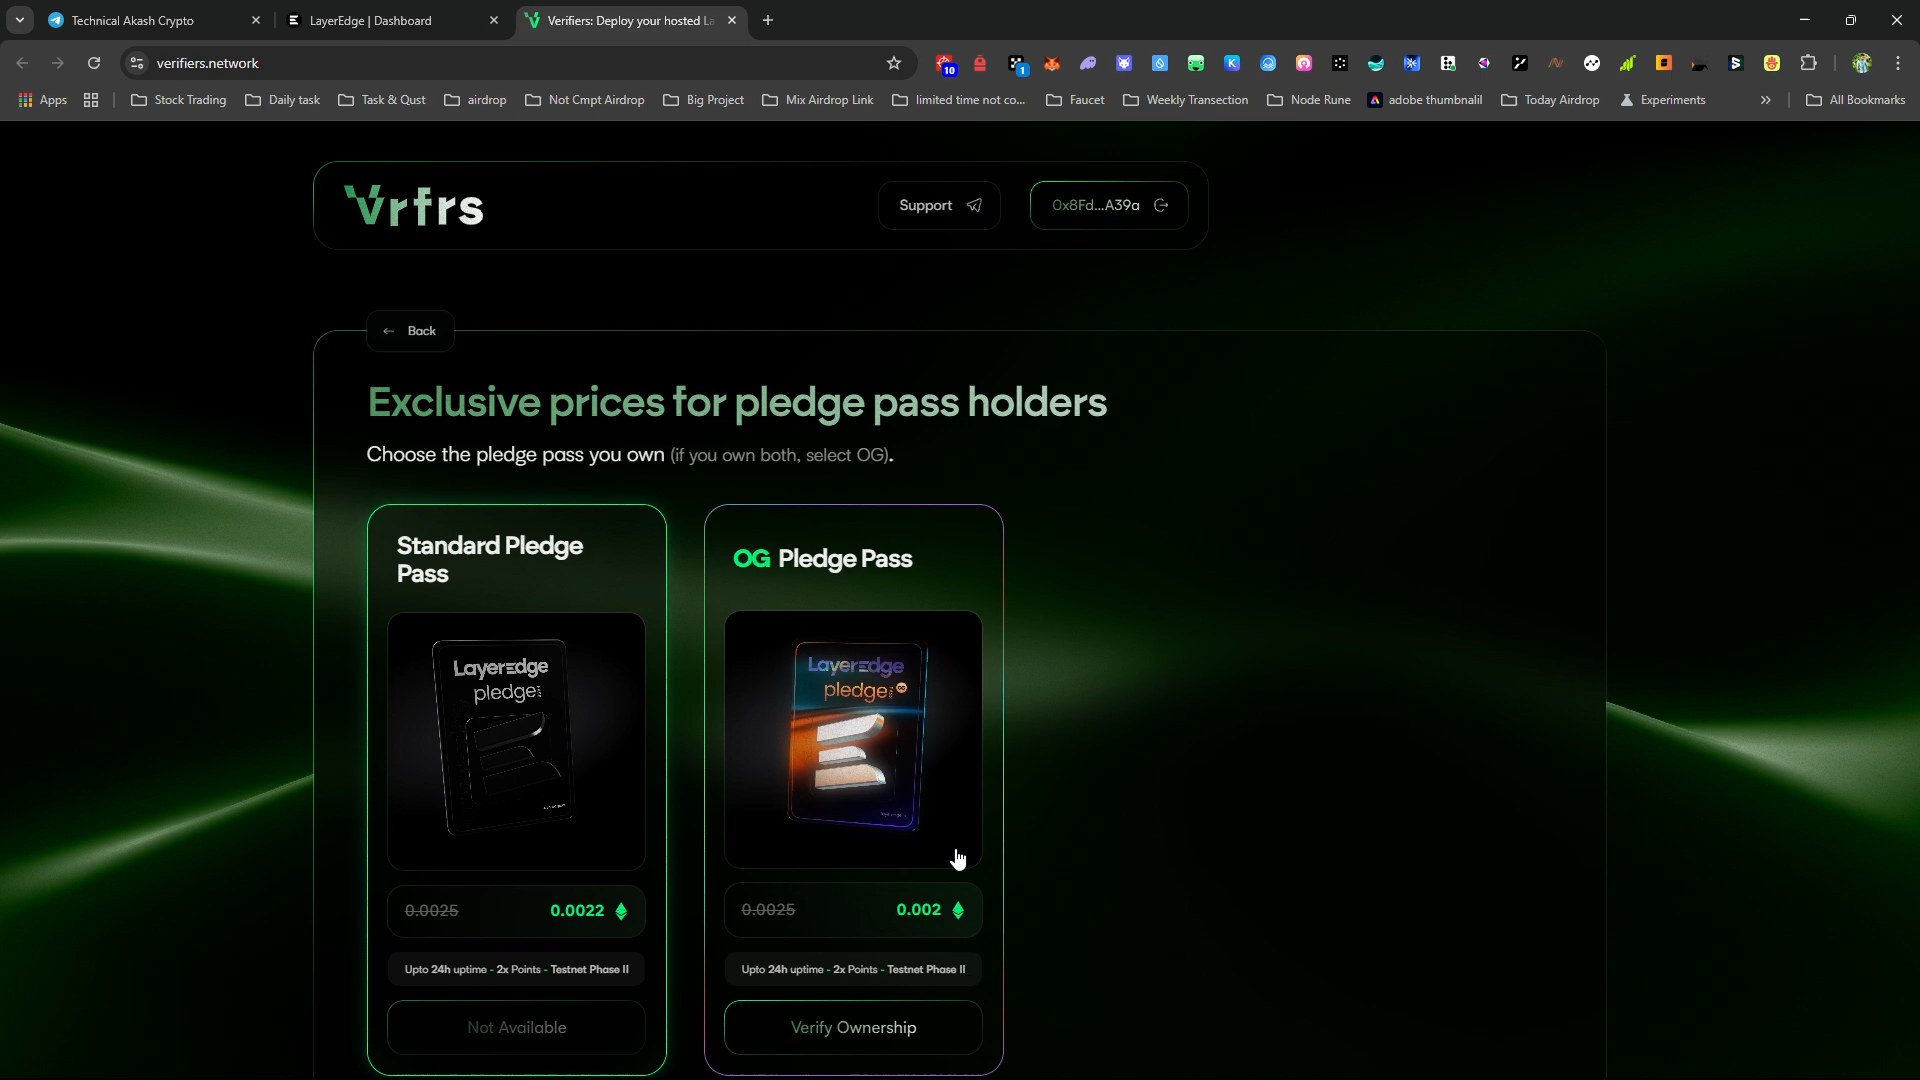 Technical Akash Crypto
LayerEdge | Dashboard
Verifiers: Deploy your hosted La
verifiers.network
10
1
Apps
Stock Trading
Daily task
Task & Qust
airdrop
Not Cmpt Airdrop
Big Project
Mix Airdrop Link
limited time not co...
Faucet
Weekly Transection
Node Rune
adobe thumbnalil
Today Airdrop
Experiments
All Bookmarks
Vrfrs
Support
0x8Fd...A39a
Back
Exclusive prices for pledge pass holders
Choose the pledge pass you own (if you own both, select OG).
Standard Pledge
Pass
LayerEdge
pledge
0.0025
0.0022
Upto 24h uptime - 2x Points - Testnet Phase II
Not Available
OG Pledge Pass
LayerEdge
pledge
0.0025
0.002
Upto 24h uptime - 2x Points - Testnet Phase II
Verify Ownership